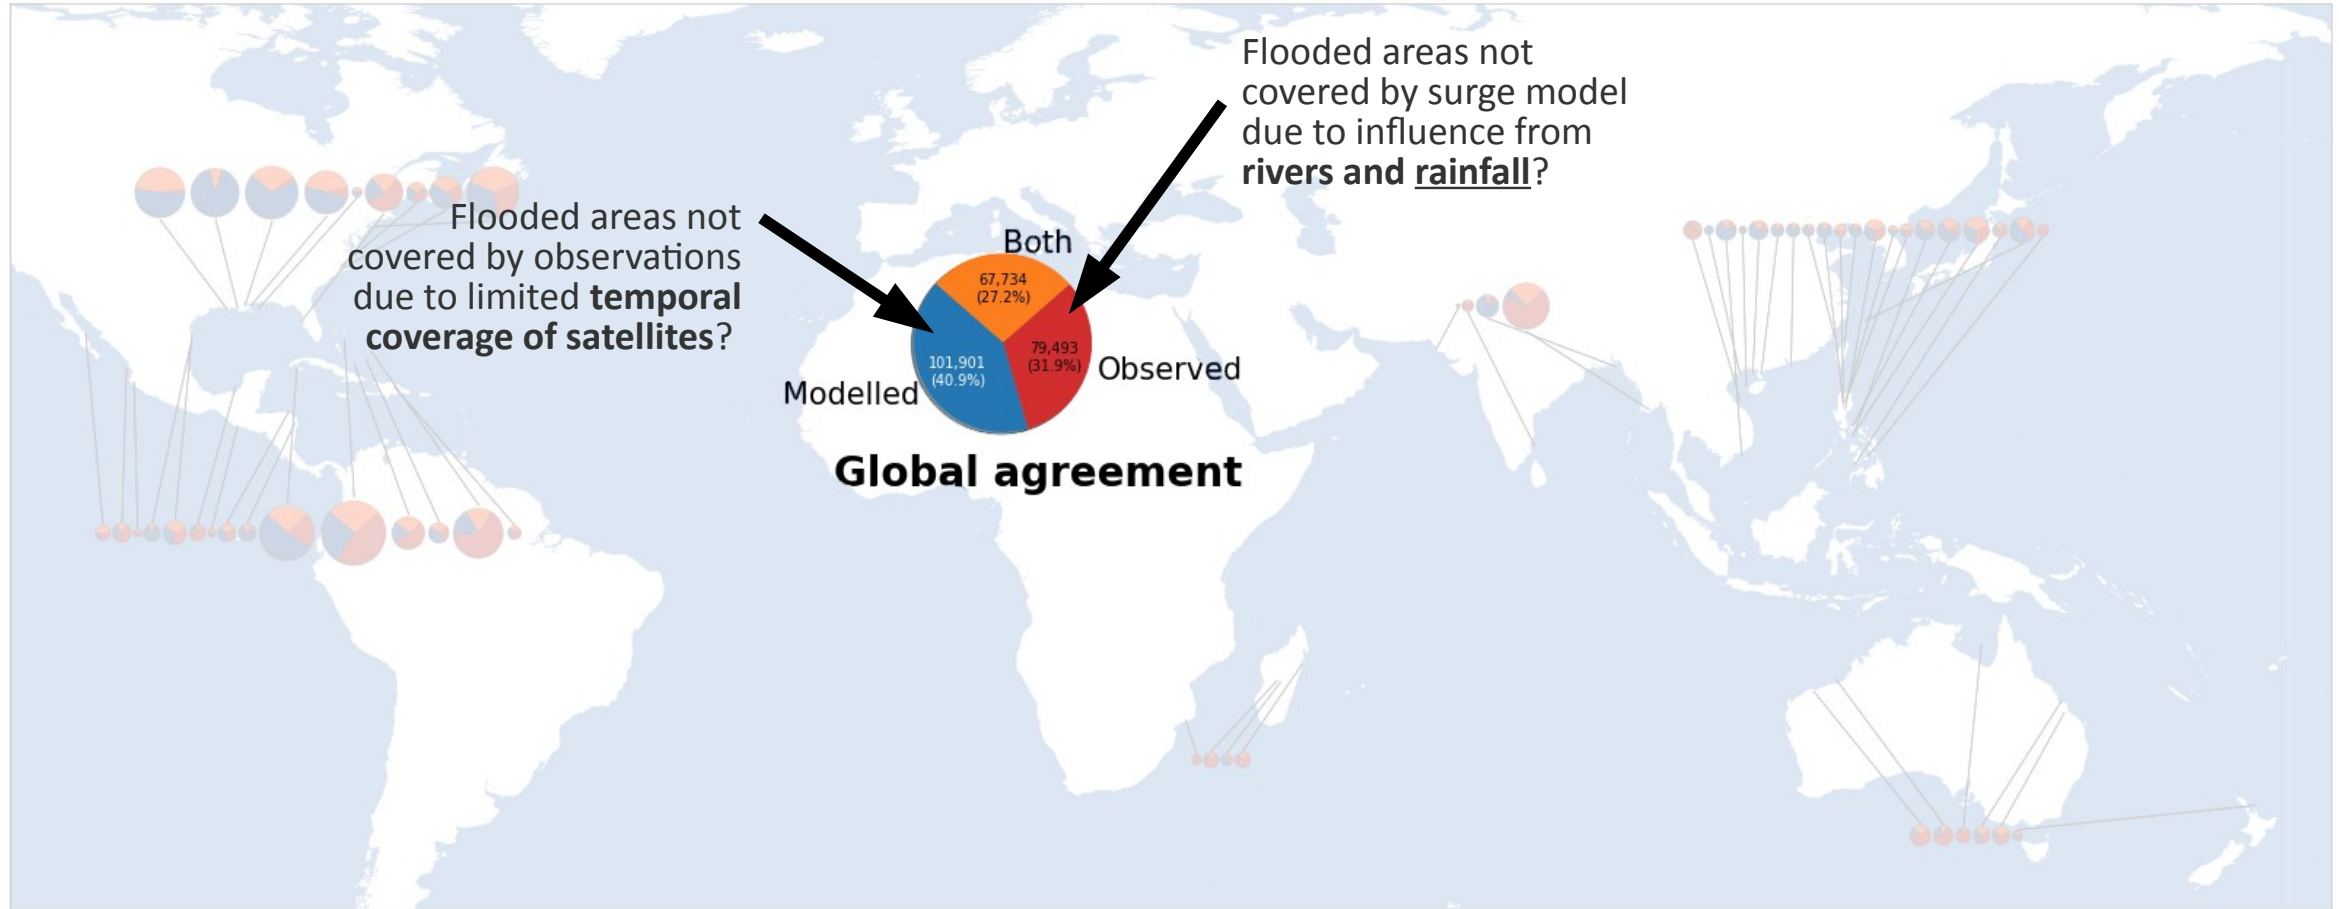 Flooded areas not
covered by surge model
due to influence from
rivers and rainfall?
Flooded areas not
covered by observations
due to limited temporal
coverage of satellites?
Both
67,734
(27.2%)
79,493
(31.9%)
Observed
101,901
(40.9%)
Modelled
Global agreement